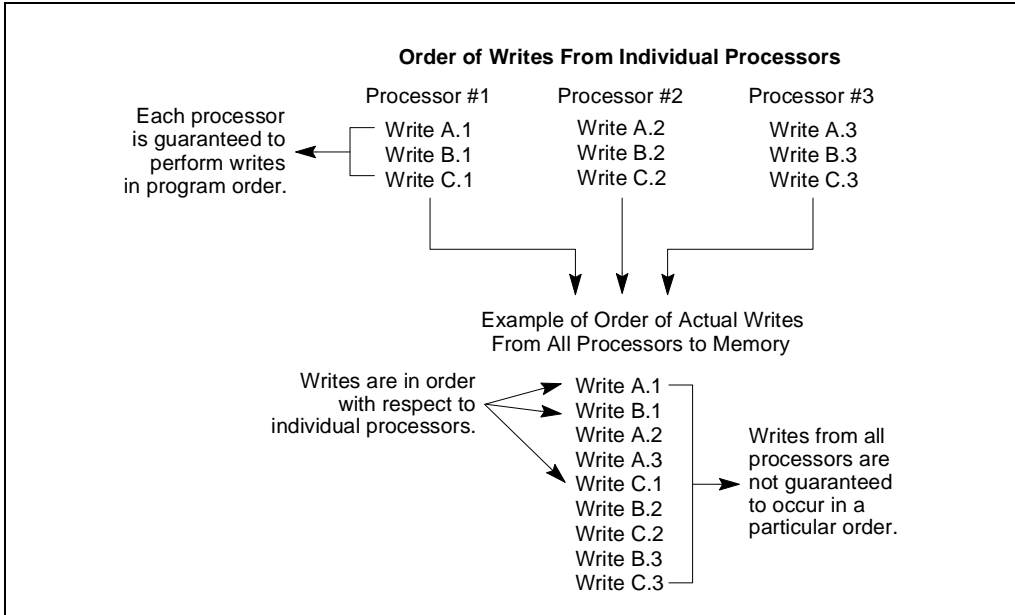 Order of Writes From Individual Processors
Processor #1
Processor #2
Processor #3
Each processor
is guaranteed to
perform writes
in program order.
Write A.1
Write B.1
Write C.1
Write A.2
Write B.2
Write C.2
Write A.3
Write B.3
Write C.3
Example of Order of Actual Writes
From All Processors to Memory
Writes are in order
with respect to
individual processors.
Write A.1
Write B.1
Write A.2
Write A.3
Write C.1
Write B.2
Write C.2
Write B.3
Write C.3
Writes from all
processors are
not guaranteed
to occur in a
particular order.